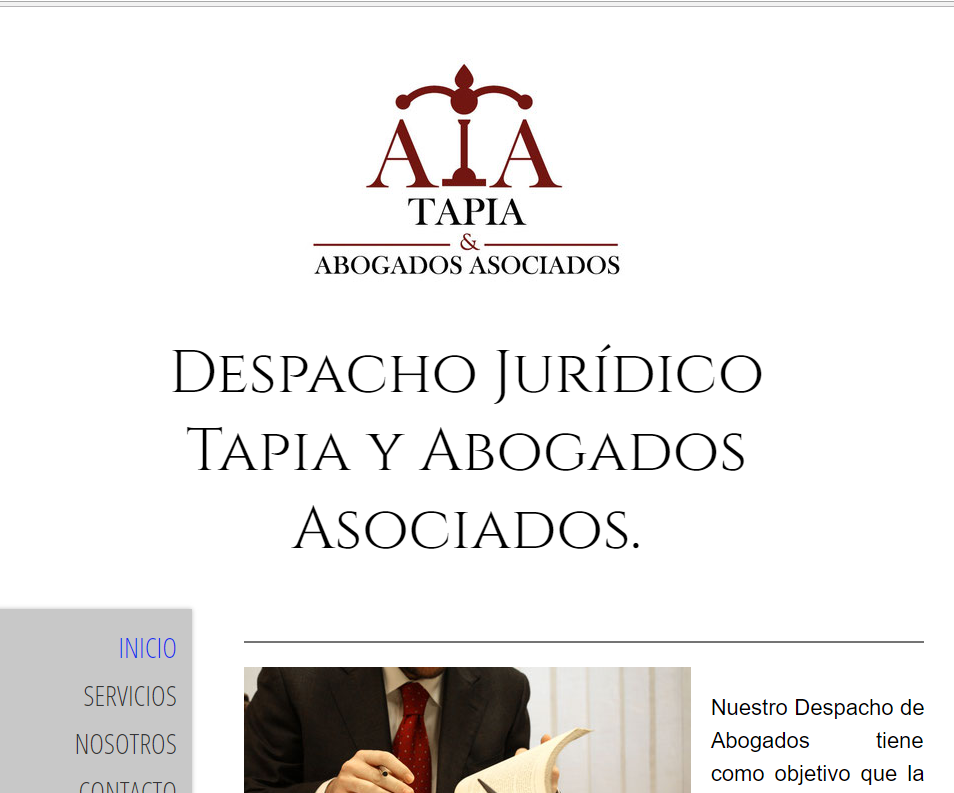 AIA
TAPIA
&
ABOGADOS ASOCIADOS
Despacho Jurídico
Tapia y Abogados
Asociados.
INICIO
SERVICIOS
NOSOTROS
CONTACTO
Nuestro Despacho de
Abogados tiene
como objetivo que la